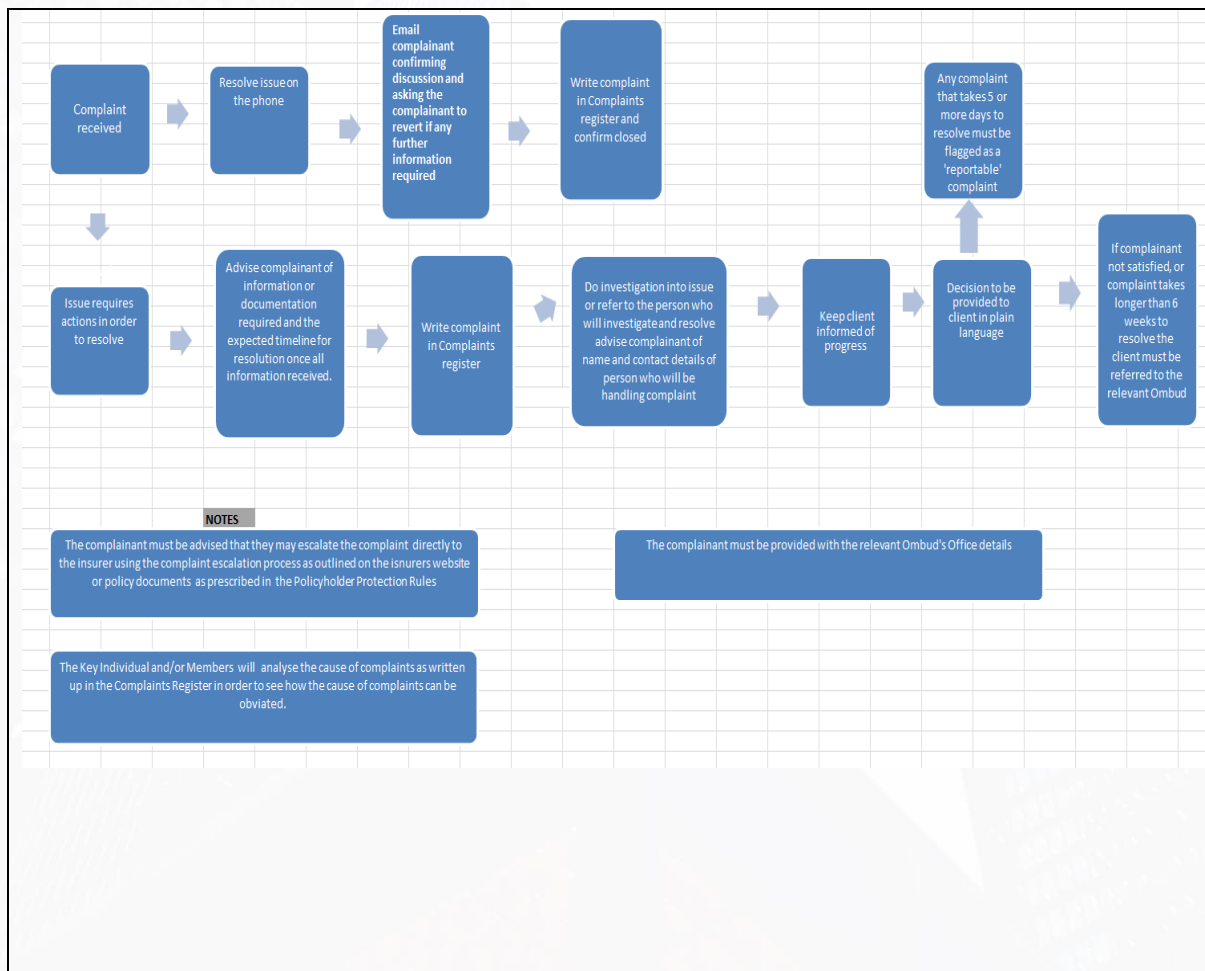 Complaint
received
Resolve issue on
the phone
Email
complainant
confirming
discussion and
asking the
complainant to
revert if any
further
information
required
Write complaint
in Complaints
register and
confirm closed
Any complaint
that takes 5 or
more days to
resolve must be
flagged as a
'reportable'
complaint
Issue requires
actions in order
to resolve
Advise complainant of
information or
documentation
required and the
expected timeline for
resolution once all
information received.
Write complaint
in Complaints
register
Do investigation into issue
or refer to the person who
will investigate and resolve
advise complainant of
name and contact details of
person who will be
handling complaint
Keep client
informed of
progress
Decision to be
provided to
client in plain
language
If complainant
not satisfied, or
complaint takes
longer than 6
weeks to
resolve the
client must be
referred to the
relevant Ombud
NOTES
The complainant must be advised that they may escalate the complaint directly to
the insurer using the complaint escalation process as outlined on the isnurers website
or policy documents as prescribed in the Policyholder Protection Rules
The complainant must be provided with the relevant Ombud's Office details
The Key Individual and/or Members will analyse the cause of complaints as written
up in the Complaints Register in order to see how the cause of complaints can be
obviated.